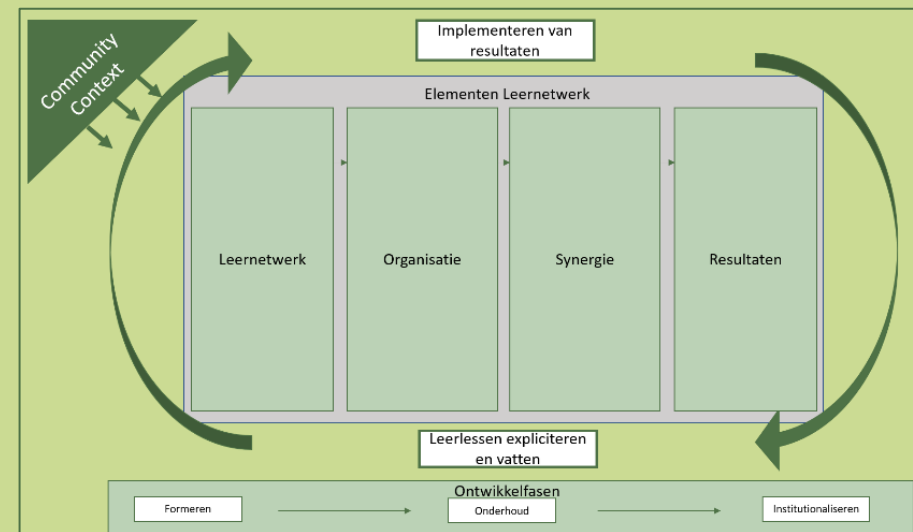 Community
Context
Implementeren van
resultaten
Elementen Leernetwerk
Leernetwerk
Organisatie
Synergie
Resultaten
Leerlessen expliciteren
en vatten
Ontwikkelfasen
Formeren
Onderhoud
Institutionaliseren